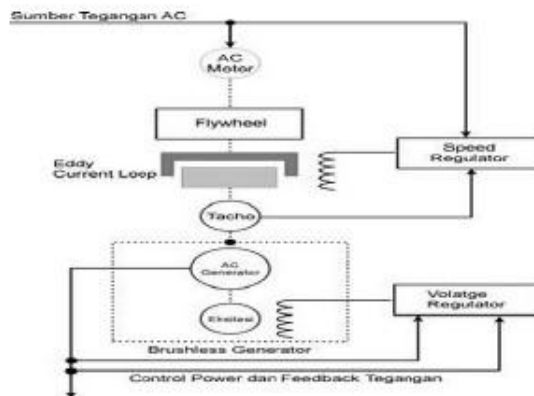 Sumber Tegangan AC
AC
Motor
Flywheel
Eddy
Current Loop
Speed
Regulator
Tacho
AC
Generator
Eksitasi
Volatge
Regulator
Brushless Generator
Control Power dan Feedback Tegangan